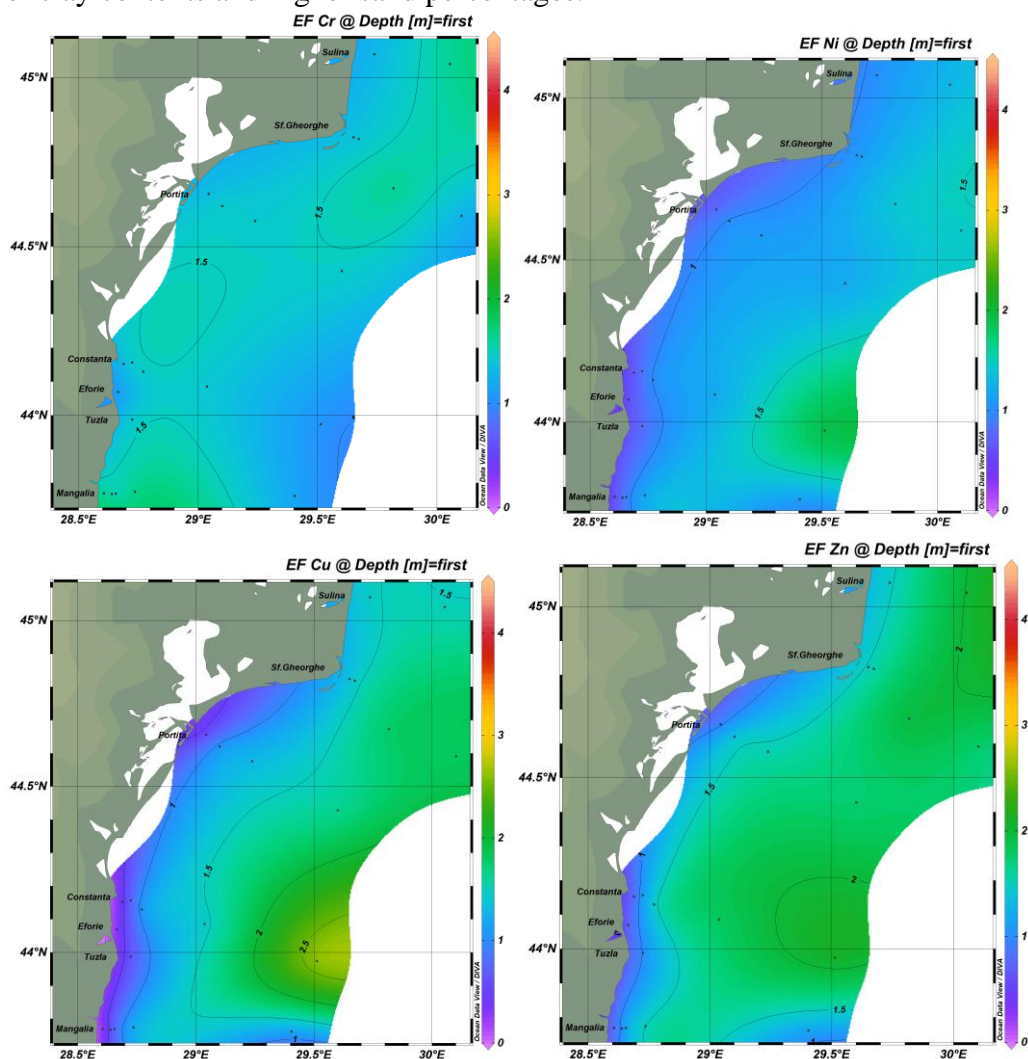 EF Cr @ Depth [m]=first
45°N
44.5°N
44°N
28.5°E
29°E
29.5°E
30°E
Sulina
Sf.Gheorghe
Portita
Constanta
Eforie
Tuzla
Mangalia
1.5
1.5
1.5
4
3
2
1
0
Ocean Data View / DIVA
EF Ni @ Depth [m]=first
45°N
44.5°N
44°N
28.5°E
29°E
29.5°E
30°E
Sulina
Sf.Gheorghe
Portita
Constanta
Eforie
Tuzla
Mangalia
1
1.5
1.5
4
3
2
1
0
Ocean Data View / DIVA
EF Cu @ Depth [m]=first
45°N
44.5°N
44°N
28.5°E
29°E
29.5°E
30°E
Sulina
Sf.Gheorghe
Portita
Constanta
Eforie
Tuzla
Mangalia
1.5
1
1.5
2
2.5
1
4
3
2
1
0
Ocean Data View / DIVA
EF Zn @ Depth [m]=first
45°N
44.5°N
44°N
28.5°E
29°E
29.5°E
30°E
Sulina
Sf.Gheorghe
Portita
Constanta
Eforie
Tuzla
Mangalia
2
1.5
1
2
1.5
4
3
2
1
0
Ocean Data View / DIVA